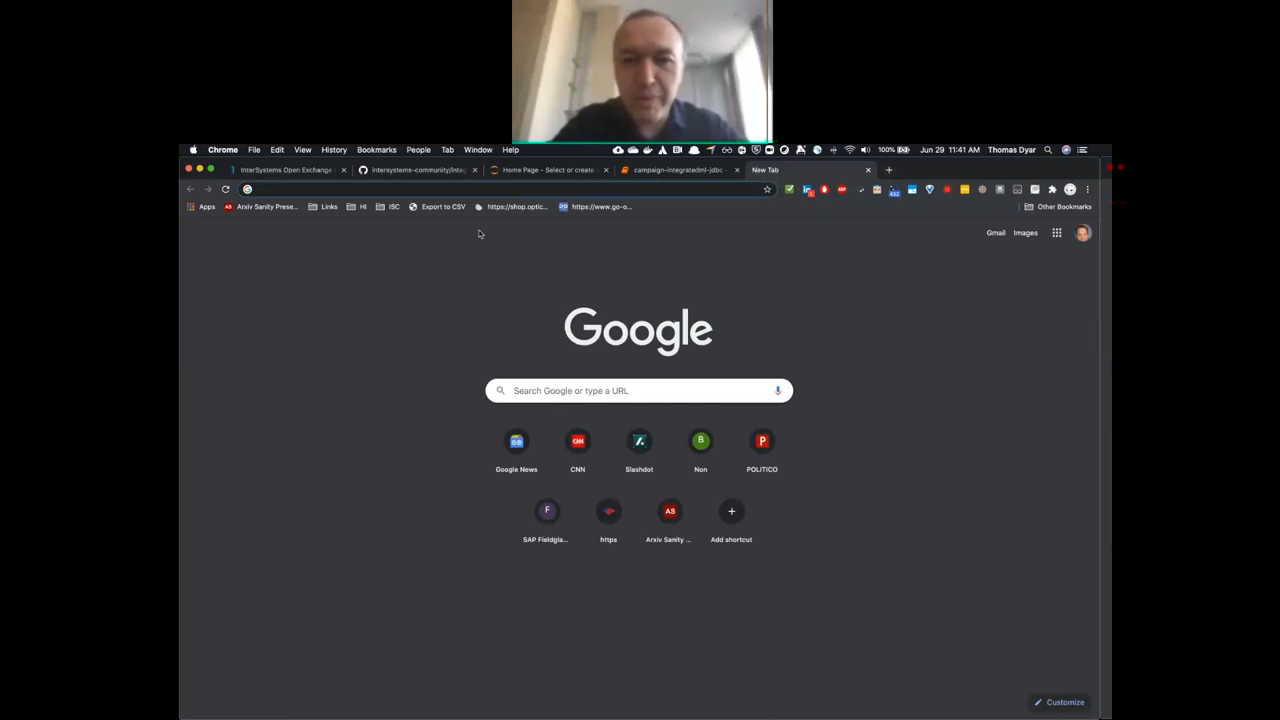 Chrome File Edit View History Bookmarks People Tab Window Help 100% Jun 29 11:41 AM Thomas Dyar
InterSystems Open Exchange intersystems-community/integ Home Page - Select or create campaign-integratedml-jdbc New Tab
Apps Arxiv Sanity Prese... Links HI ISC Export to CSV https://shop.optic... https://www.go-o... Other Bookmarks
Gmail Images
Google
Search Google or type a URL
Google News CNN Slashdot Non POLITICO
SAP Fieldgla... https Arxiv Sanity ... Add shortcut
Customize